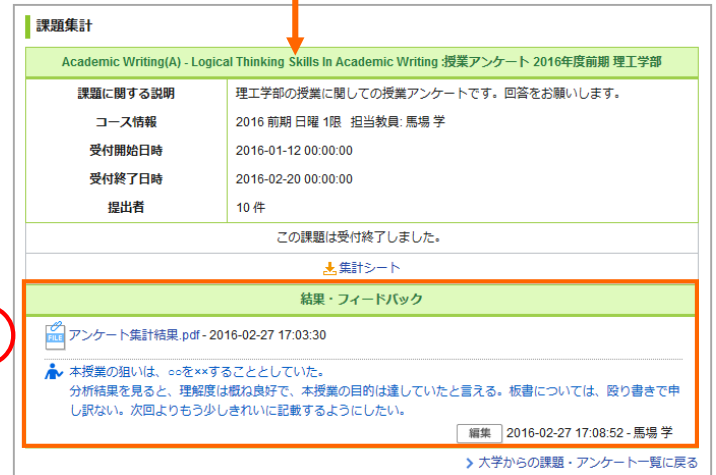 課題集計
Academic Writing(A) - Logical Thinking Skills In Academic Writing :授業アンケート 2016年度前期 理工学部
課題に関する説明 理工学部の授業に関しての授業アンケートです。回答をお願いします。
コース情報 2016 前期 日曜 1限 担当教員: 馬場 学
受付開始日時 2016-01-12 00:00:00
受付終了日時 2016-02-20 00:00:00
提出者 10 件
この課題は受付終了しました。
集計シート
結果・フィードバック
FILE アンケート集計結果.pdf - 2016-02-27 17:03:30
本授業の狙いは、○○を××することとしていた。
分析結果を見ると、理解度は概ね良好で、本授業の目的は達していたと言える。板書については、殴り書きで申
し訳ない。次回よりもう少しきれいに記載するようにしたい。
編集 2016-02-27 17:08:52 - 馬場 学
> 大学からの課題・アンケート一覧に戻る